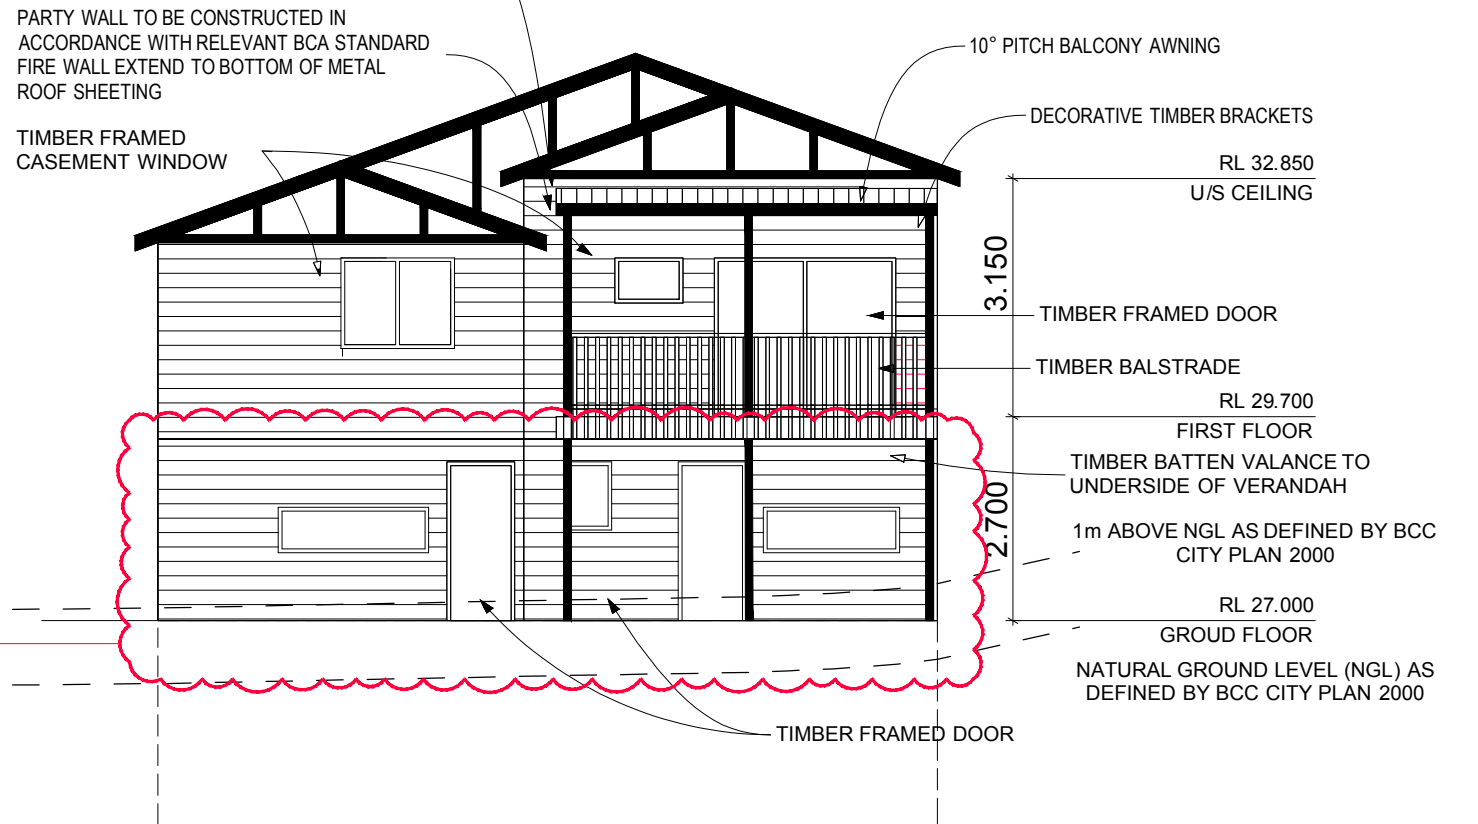 PARTY WALL TO BE CONSTRUCTED IN
ACCORDANCE WITH RELEVANT BCA STANDARD
FIRE WALL EXTEND TO BOTTOM OF METAL
ROOF SHEETING
TIMBER FRAMED
CASEMENT WINDOW
10° PITCH BALCONY AWNING
DECORATIVE TIMBER BRACKETS
RL 32.850
U/S CEILING
3.150
TIMBER FRAMED DOOR
TIMBER BALSTRADE
RL 29.700
FIRST FLOOR
TIMBER BATTEN VALANCE TO
UNDERSIDE OF VERANDAH
2.700
1m ABOVE NGL AS DEFINED BY BCC
CITY PLAN 2000
RL 27.000
GROUD FLOOR
NATURAL GROUND LEVEL (NGL) AS
DEFINED BY BCC CITY PLAN 2000
TIMBER FRAMED DOOR